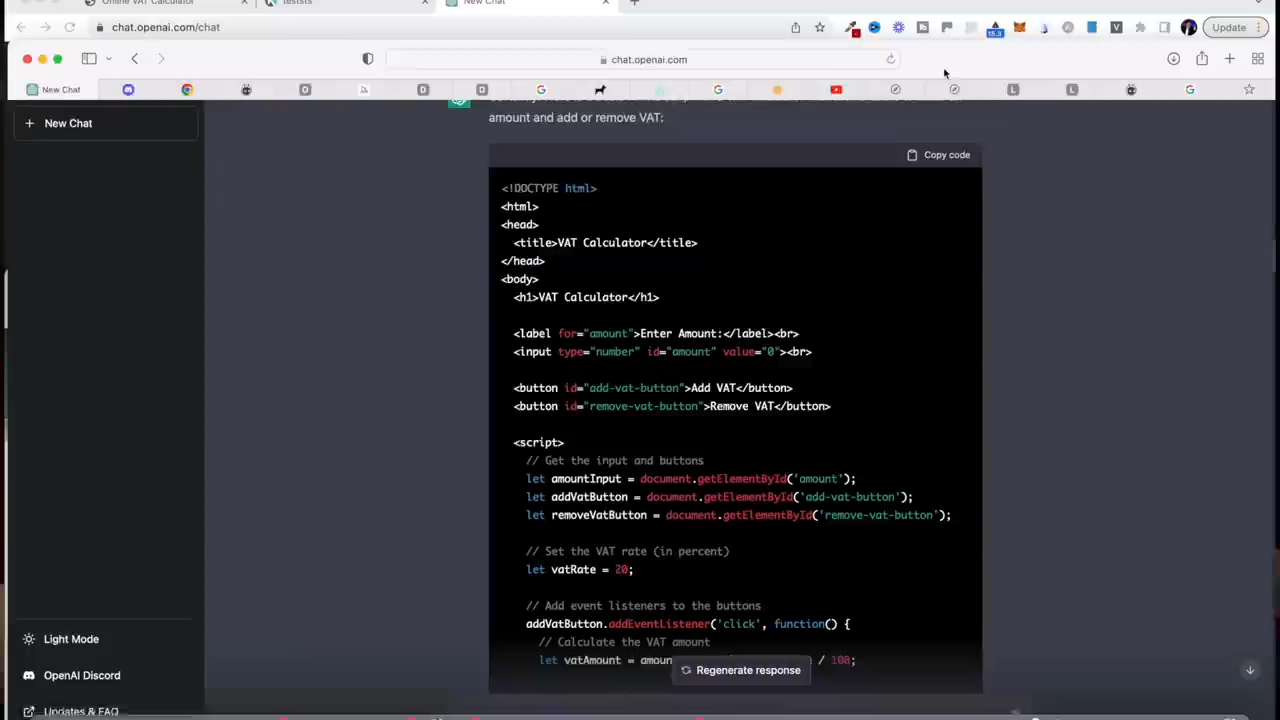 Online VAT Calculator
teststs
New Chat
chat.openai.com/chat
15.3
Update
chat.openai.com
New Chat
New Chat
amount and add or remove VAT:
Copy code
<!DOCTYPE html>
<html>
<head>
<title>VAT Calculator</title>
</head>
<body>
<h1>VAT Calculator</h1>
<label for="amount">Enter Amount:</label><br>
<input type="number" id="amount" value="0"><br>
<button id="add-vat-button">Add VAT</button>
<button id="remove-vat-button">Remove VAT</button>
<script>
// Get the input and buttons
let amountInput = document.getElementById('amount');
let addVatButton = document.getElementById('add-vat-button');
let removeVatButton = document.getElementById('remove-vat-button');
// Set the VAT rate (in percent)
let vatRate = 20;
// Add event listeners to the buttons
addVatButton.addEventListener('click', function() {
// Calculate the VAT amount
let vatAmount = amoun / 100;
Regenerate response
Light Mode
OpenAI Discord
Updates & FAQ